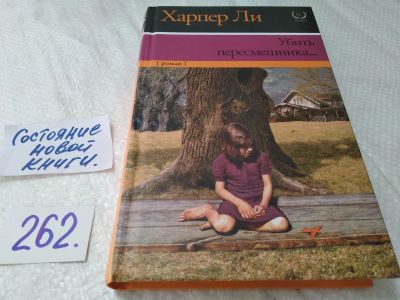 Харпер Ли
Убить
пересмешника...
[роман]
Состояние
новой
книги.
262.